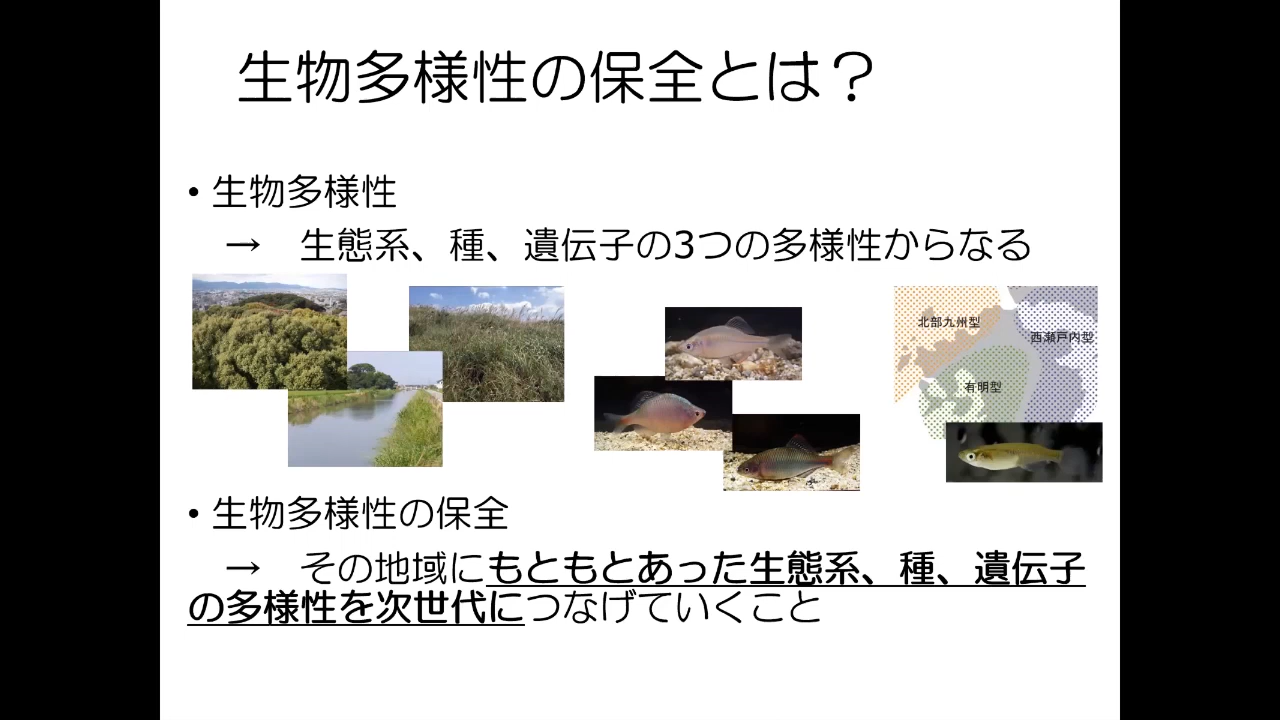 生物多様性の保全とは？
• 生物多様性
→ 生態系、種、遺伝子の3つの多様性からなる
北部九州型
西瀬戸内型
有明型
• 生物多様性の保全
→ その地域にもともとあった生態系、種、遺伝子
の多様性を次世代につなげていくこと